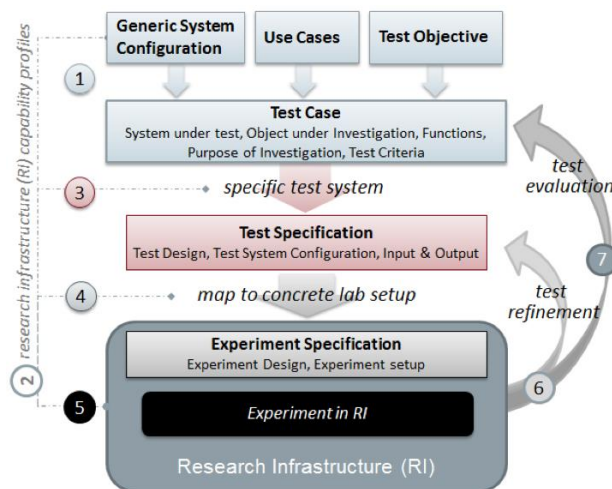 Generic System
Configuration
Use Cases
Test Objective
1
Test Case
System under test, Object under Investigation, Functions,
Purpose of Investigation, Test Criteria
3
specific test system
test
evaluation
Test Specification
Test Design, Test System Configuration, Input & Output
7
4
map to concrete lab setup
test
refinement
Experiment Specification
Experiment Design, Experiment setup
6
5
Experiment in RI
Research Infrastructure (RI)
2
research infrastructure (RI) capability profiles